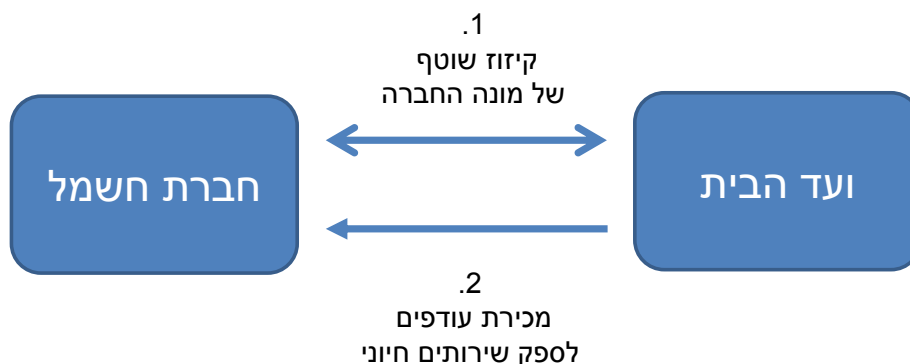 .1
קיזוז שוטף
של מונה החברה
ועד הבית
חברת חשמל
.2
מכירת עודפים
לספק שירותים חיוני